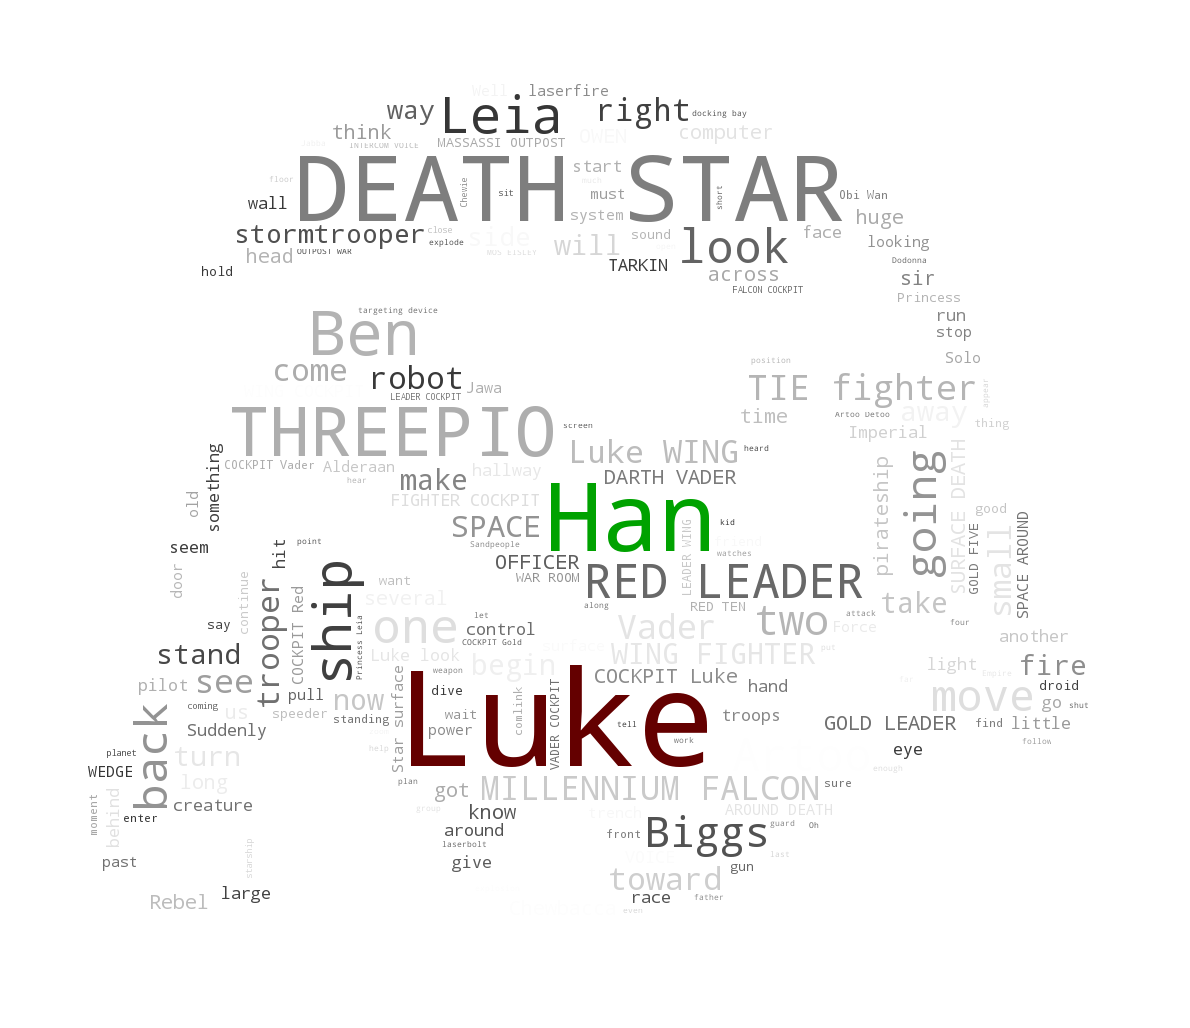 Well laserfire
way Leia right docking bay
think OWEN computer
INTERCOM VOICE MASSASSI OUTPOST
DEATH STAR
floor Chewie sit start much must short Obi Wan
wall system huge
stormtrooper close side will sound face looking
head OUTPOST WAR MOS EISLEY explode look
hold TARKIN across Dodonna
FALCON COCKPIT sir
Princess
targeting device run
Ben stop
come robot Jawa position Solo
LEADER COCKPIT TIE fighter appear
THREEPIO screen time Artoo Detoo away thing
Luke WING heard Imperial
COCKPIT Vader Alderaan hallway
something hear make DARTH VADER
old FIGHTER COCKPIT Han pirateship going SURFACE DEATH good
SPACE kid GOLD FIVE SPACE AROUND
seem hit point Sandpeople LEADER WING friend
door OFFICER watches small
continue trooper ship want WAR ROOM RED LEADER
COCKPIT Red several along RED TEN take
say Princess Leia one let control Vader two attack Force four
COCKPIT Gold another
stand Luke look begin surface WING FIGHTER put
pilot see weapon COCKPIT Luke light Empire fire
now dive hand far droid
coming pull wait comlink move go shut
us speeder standing power troops
back Suddenly Star surface VADER COCKPIT tell GOLD LEADER find little
planet turn help Luke work eye follow
WEDGE long plan enough
moment behind creature got MILLENNIUM FALCON sure
enter group know trench AROUND DEATH
around front Biggs guard Oh
past laserbolt
starship give gun last
toward
Rebel large race father
even